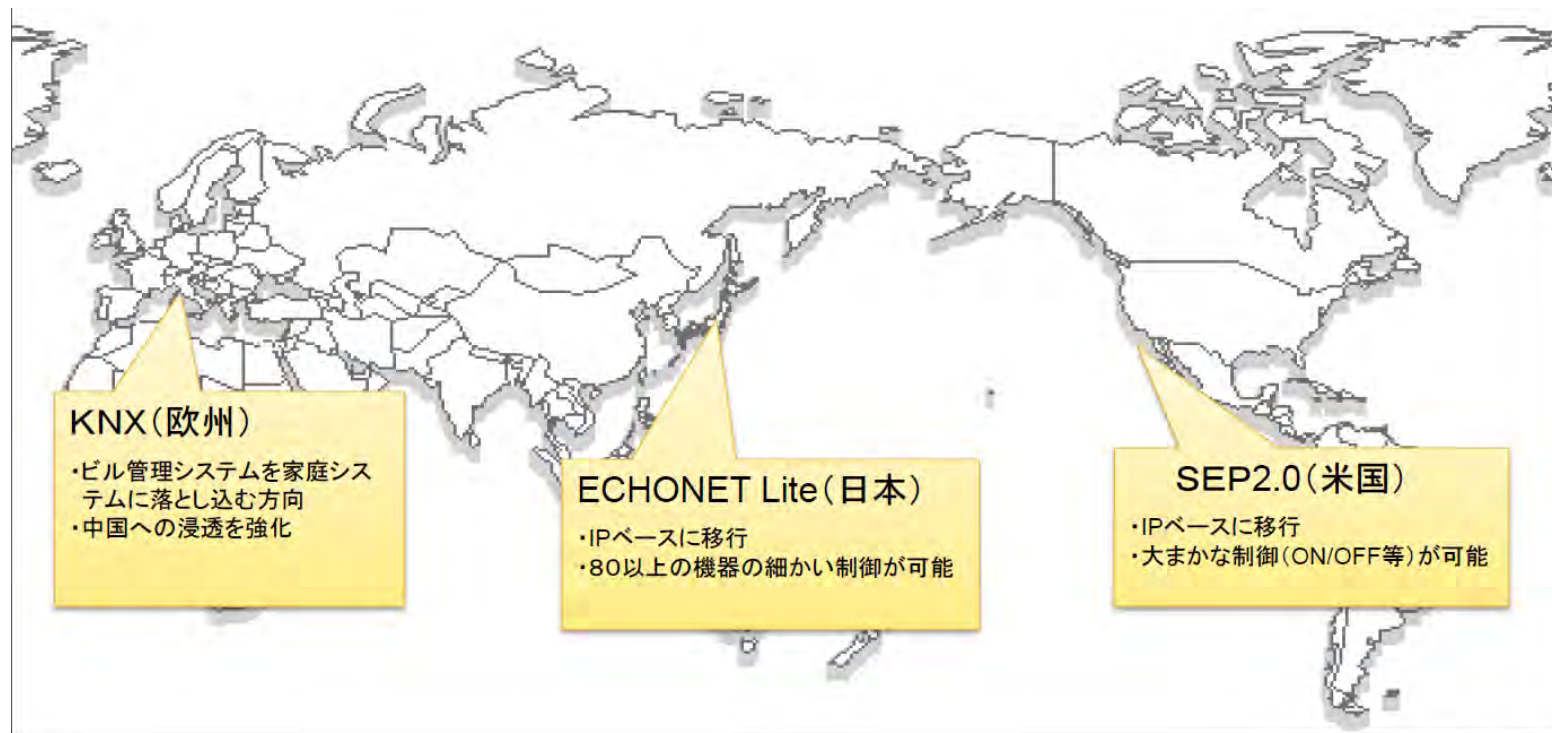 KNX(欧州)
・ビル管理システムを家庭シス
テムに落とし込む方向
・中国への浸透を強化
ECHONET Lite(日本)
・IPベースに移行
・80以上の機器の細かい制御が可能
SEP2.0(米国)
・IPベースに移行
・大まかな制御(ON/OFF等)が可能